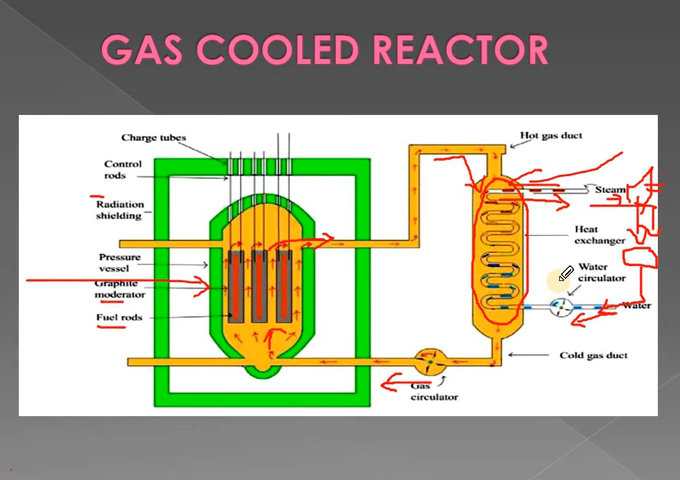 GAS COOLED REACTOR
Charge tubes
Control
rods
Radiation
shielding
Pressure
vessel
Graphite
moderator
Fuel rods
Hot gas duct
Steam
Heat
exchanger
Water
circulator
Water
Cold gas duct
Gas
circulator